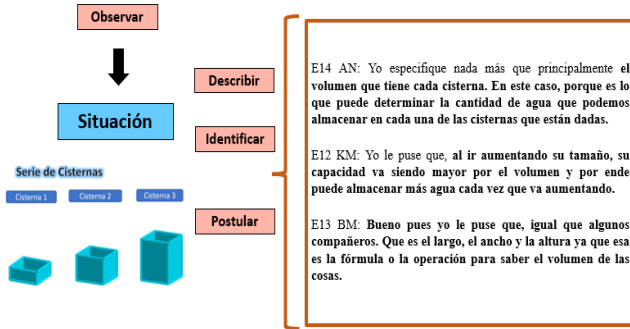 Observar
Situación
Serie de Cisternas
Cisterna 1
Cisterna 2
Cisterna 3
Describir
Identificar
Postular
E14 AN: Yo especifique nada más que principalmente el
volumen que tiene cada cisterna. En este caso, porque es lo
que puede determinar la cantidad de agua que podemos
almacenar en cada una de las cisternas que están dadas.
E12 KM: Yo le puse que, al ir aumentando su tamaño, su
capacidad va siendo mayor por el volumen y por ende
puede almacenar más agua cada vez que va aumentando.
E13 BM: Bueno pues yo le puse que, igual que algunos
compañeros. Que es el largo, el ancho y la altura ya que esa
es la fórmula o la operación para saber el volumen de las
cosas.